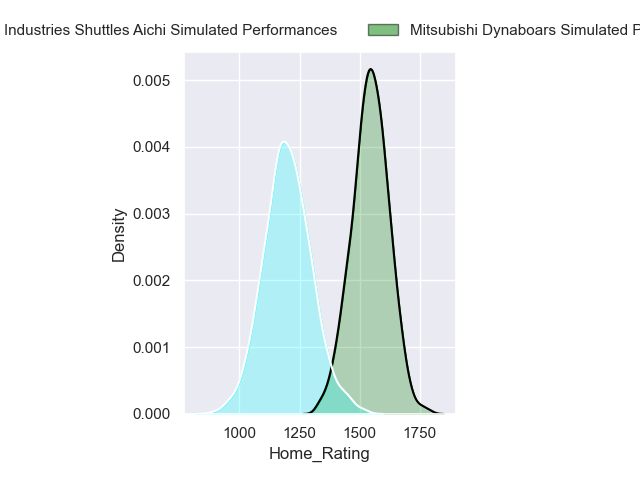 Industries Shuttles Aichi Simulated Performances
Mitsubishi Dynaboars Simulated P
0.005
0.004
0.003
0.002
0.001
0.000
Density
1000 1250 1500 1750
Home_Rating